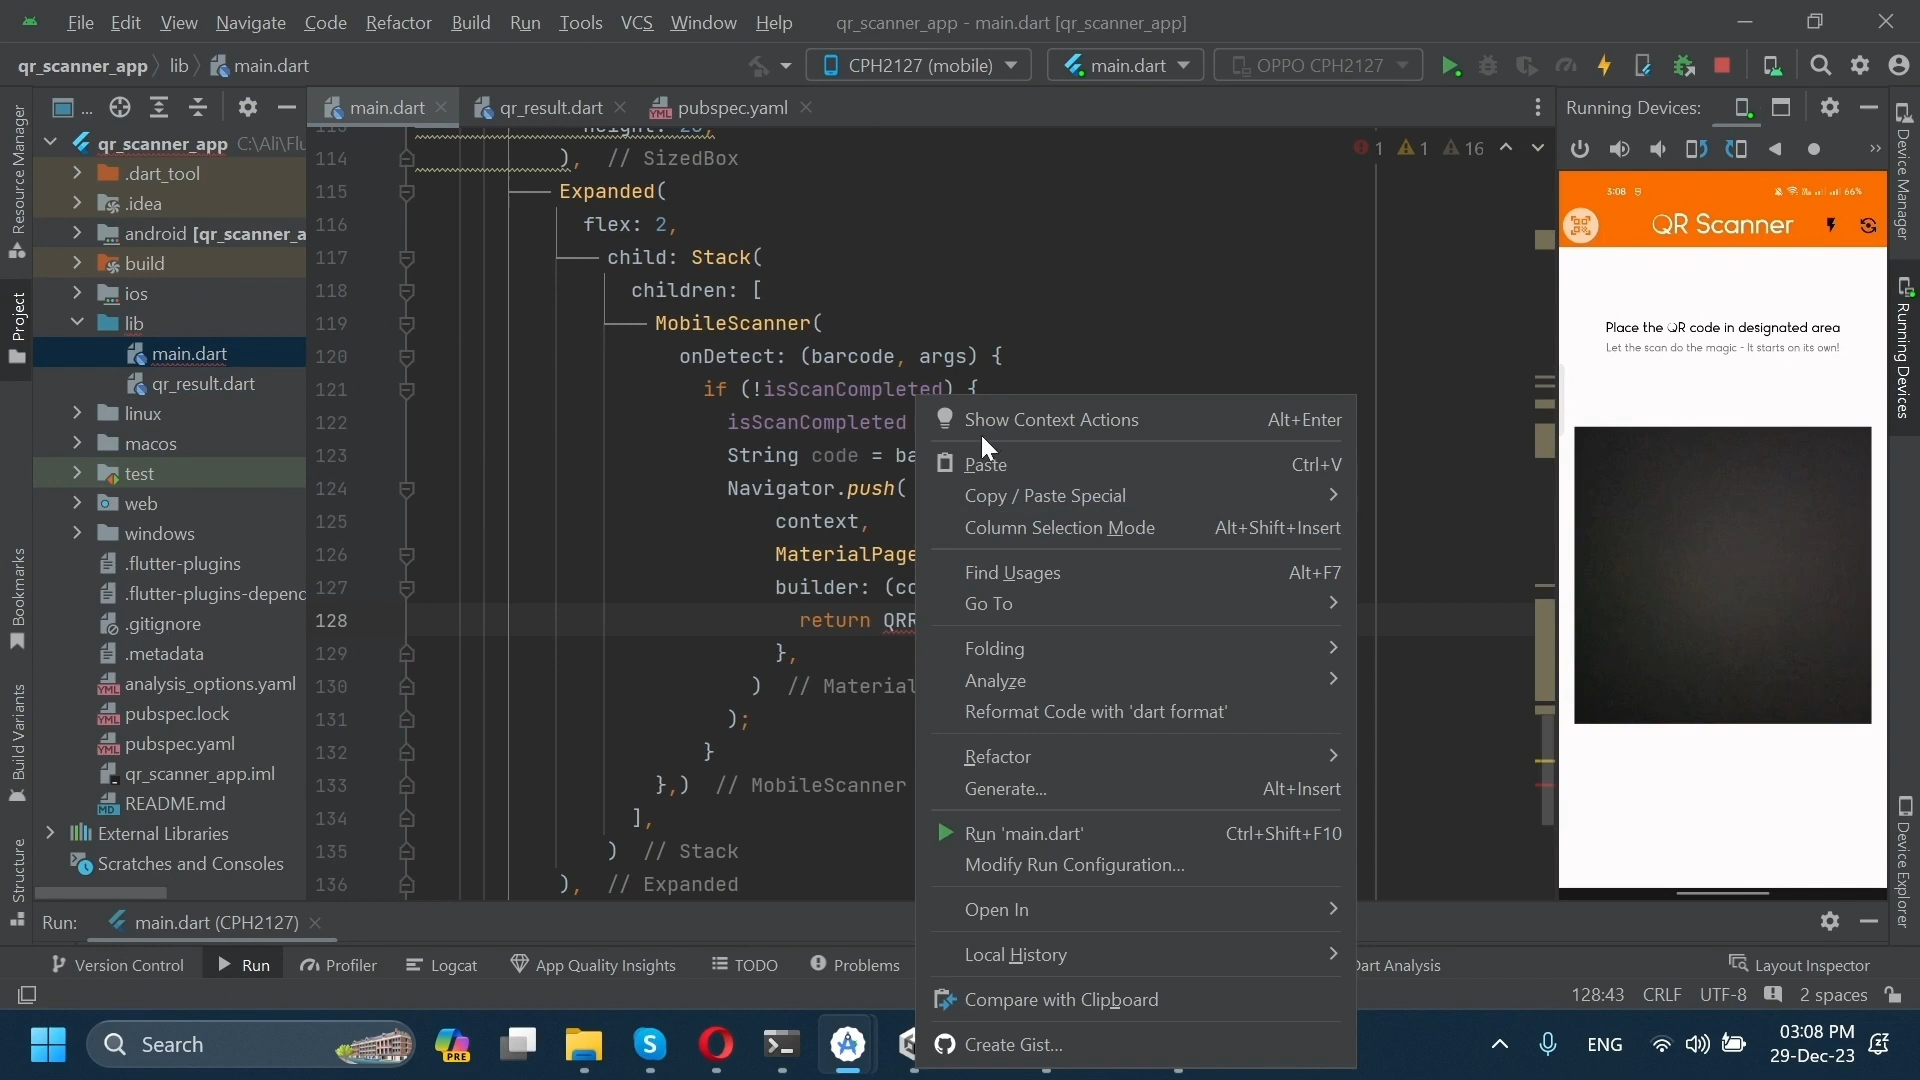 File Edit View Navigate Code Refactor Build Run Tools VCS Window Help qr_scanner_app - main.dart [qr_scanner_app]
qr_scanner_app lib main.dart CPH2127 (mobile) main.dart OPPO CPH2127
... main.dart qr_result.dart pubspec.yaml Running Devices:
Resource Manager
Project
Bookmarks
Build Variants
Structure
qr_scanner_app C:\Ali\Flu
.dart_tool
.idea
android [qr_scanner_a
build
ios
lib
main.dart
qr_result.dart
linux
macos
test
web
windows
.flutter-plugins
.flutter-plugins-depend
.gitignore
.metadata
analysis_options.yaml
pubspec.lock
pubspec.yaml
qr_scanner_app.iml
README.md
External Libraries
Scratches and Consoles
1 1 16
114 ), // SizedBox
115 Expanded(
116 flex: 2,
117 child: Stack(
118 children: [
119 MobileScanner(
120 onDetect: (barcode, args) {
121 if (!isScanCompleted) {
122 isScanCompleted
123 String code = ba
124 Navigator.push(
125 context,
126 MaterialPage
127 builder: (co
128 return QRR
129 },
130 ) // Material
131 );
132 }
133 },) // MobileScanner
134 ],
135 ) // Stack
136 ), // Expanded
Show Context Actions Alt+Enter
Paste Ctrl+V
Copy / Paste Special
Column Selection Mode Alt+Shift+Insert
Find Usages Alt+F7
Go To
Folding
Analyze
Reformat Code with 'dart format'
Refactor
Generate... Alt+Insert
Run 'main.dart' Ctrl+Shift+F10
Modify Run Configuration...
Open In
Local History
Compare with Clipboard
Create Gist...
3:08 66%
QR Scanner
Place the QR code in designated area
Let the scan do the magic - It starts on its own!
Device Manager
Running Devices
Device Explorer
Run: main.dart (CPH2127)
Version Control Run Profiler Logcat App Quality Insights TODO Problems Dart Analysis Layout Inspector
128:43 CRLF UTF-8 2 spaces
Search PRE ENG 03:08 PM
29-Dec-23